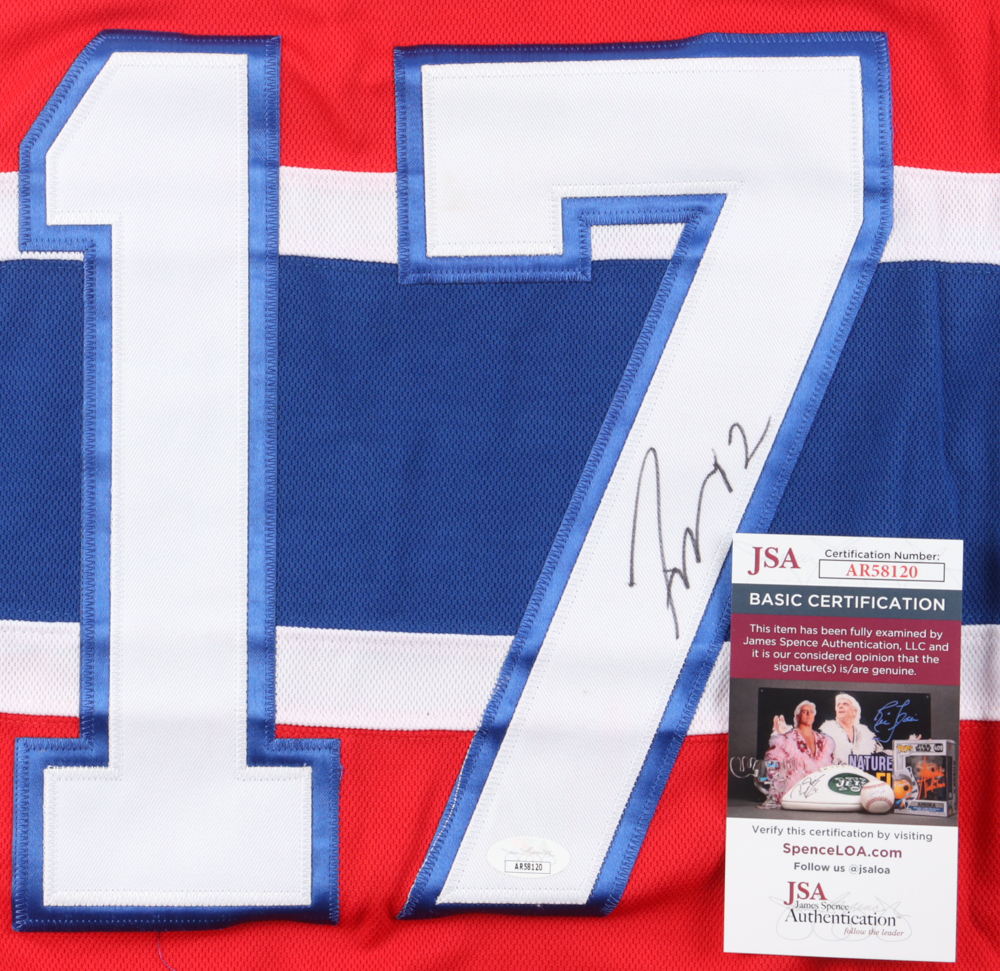 17
JSA
Certification Number:
AR58120
BASIC CERTIFICATION
This item has been fully examined by
James Spence Authentication, LLC and
it is our considered opinion that the
signature(s) is/are genuine.
NATURE
JETS
Verify this certification by visiting
SpenceLOA.com
Follow us @jsaloa
JSA
James Spence
Authentication
follow the leader
AR58120